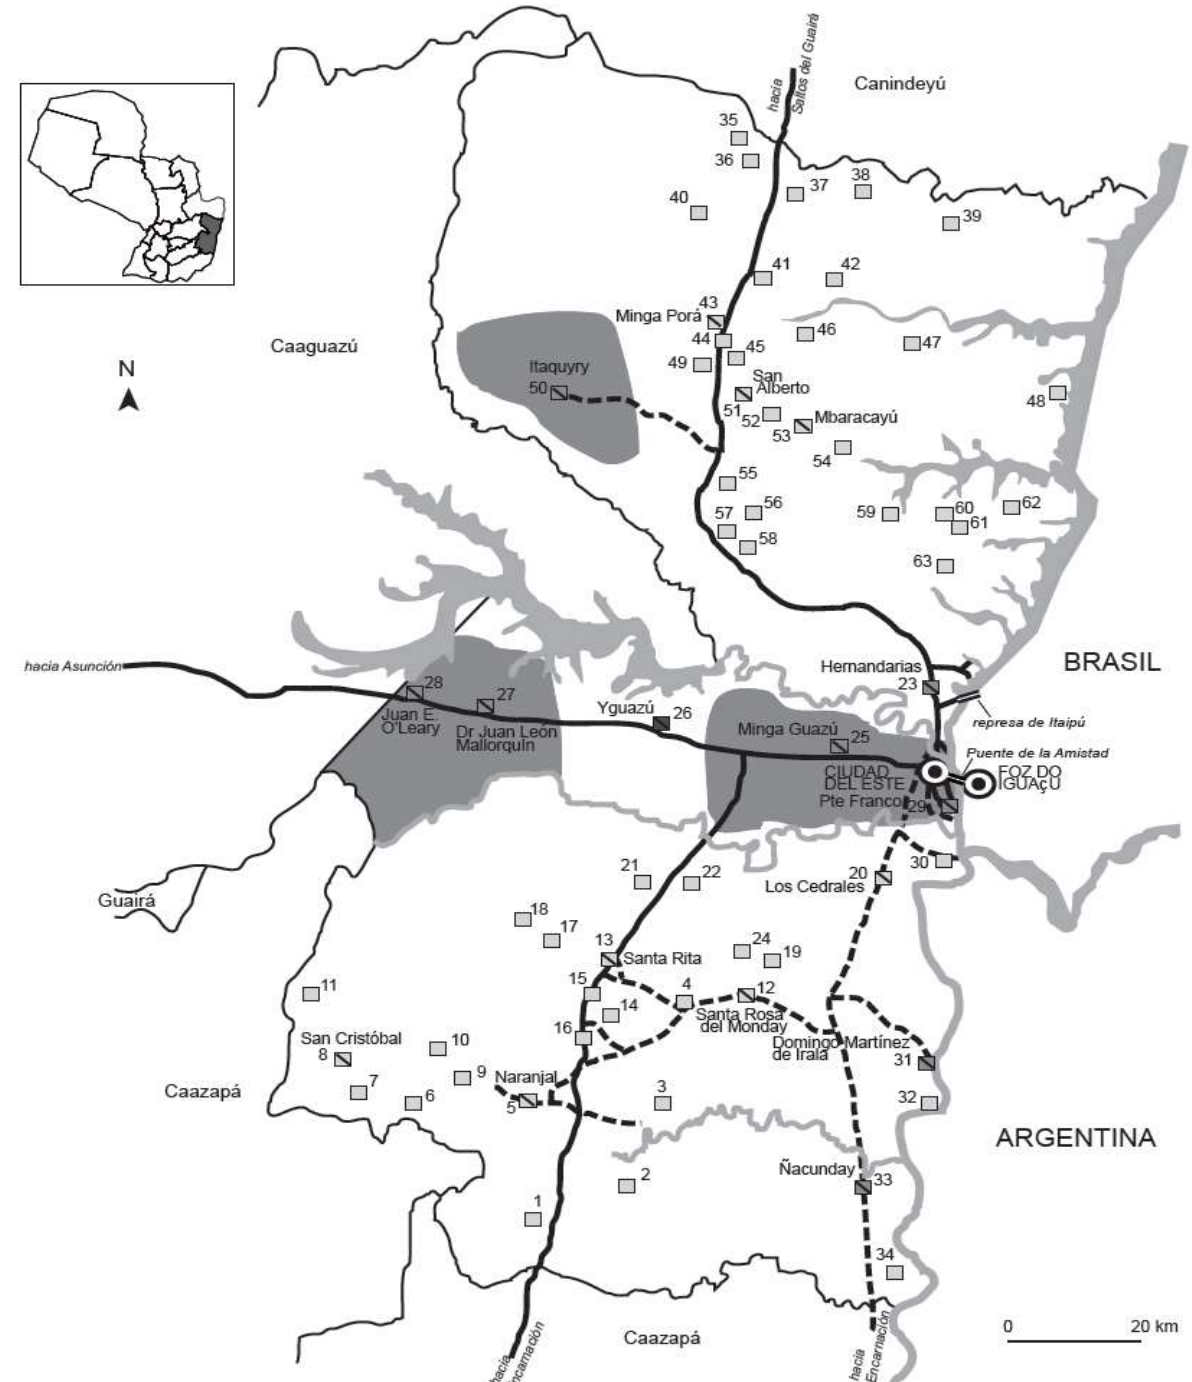 hacia
Saltos del Guairá
Canindeyú
35
36
37
38
39
40
41
42
43
Minga Porá
44
45
46
47
48
49
Caaguazú
N
Itaquyry
50
San
Alberto
51
52
53
Mbaracayú
54
55
56
57
58
59
60
61
62
63
BRASIL
hacia Asunción
Hernandarias
23
28
27
Juan E.
O'Leary
Dr Juan León
Mallorquín
Yguazú
26
Minga Guazú
25
represa de Itaipú
Puente de la Amistad
CIUDAD
DEL ESTE
FOZ DO
IGUAçU
Pte Franco
29
30
20
Los Cedrales
21
22
Guairá
18
17
13
Santa Rita
24
19
11
15
4
12
14
Santa Rosa
del Monday
San Cristóbal
8
10
16
Domingo Martínez
de Irala
31
Caazapá
7
6
9
Naranjal
5
3
32
ARGENTINA
Ñacunday
33
2
1
34
Caazapá
hacia
Encarnación
hacia
Encarnación
0
20 km